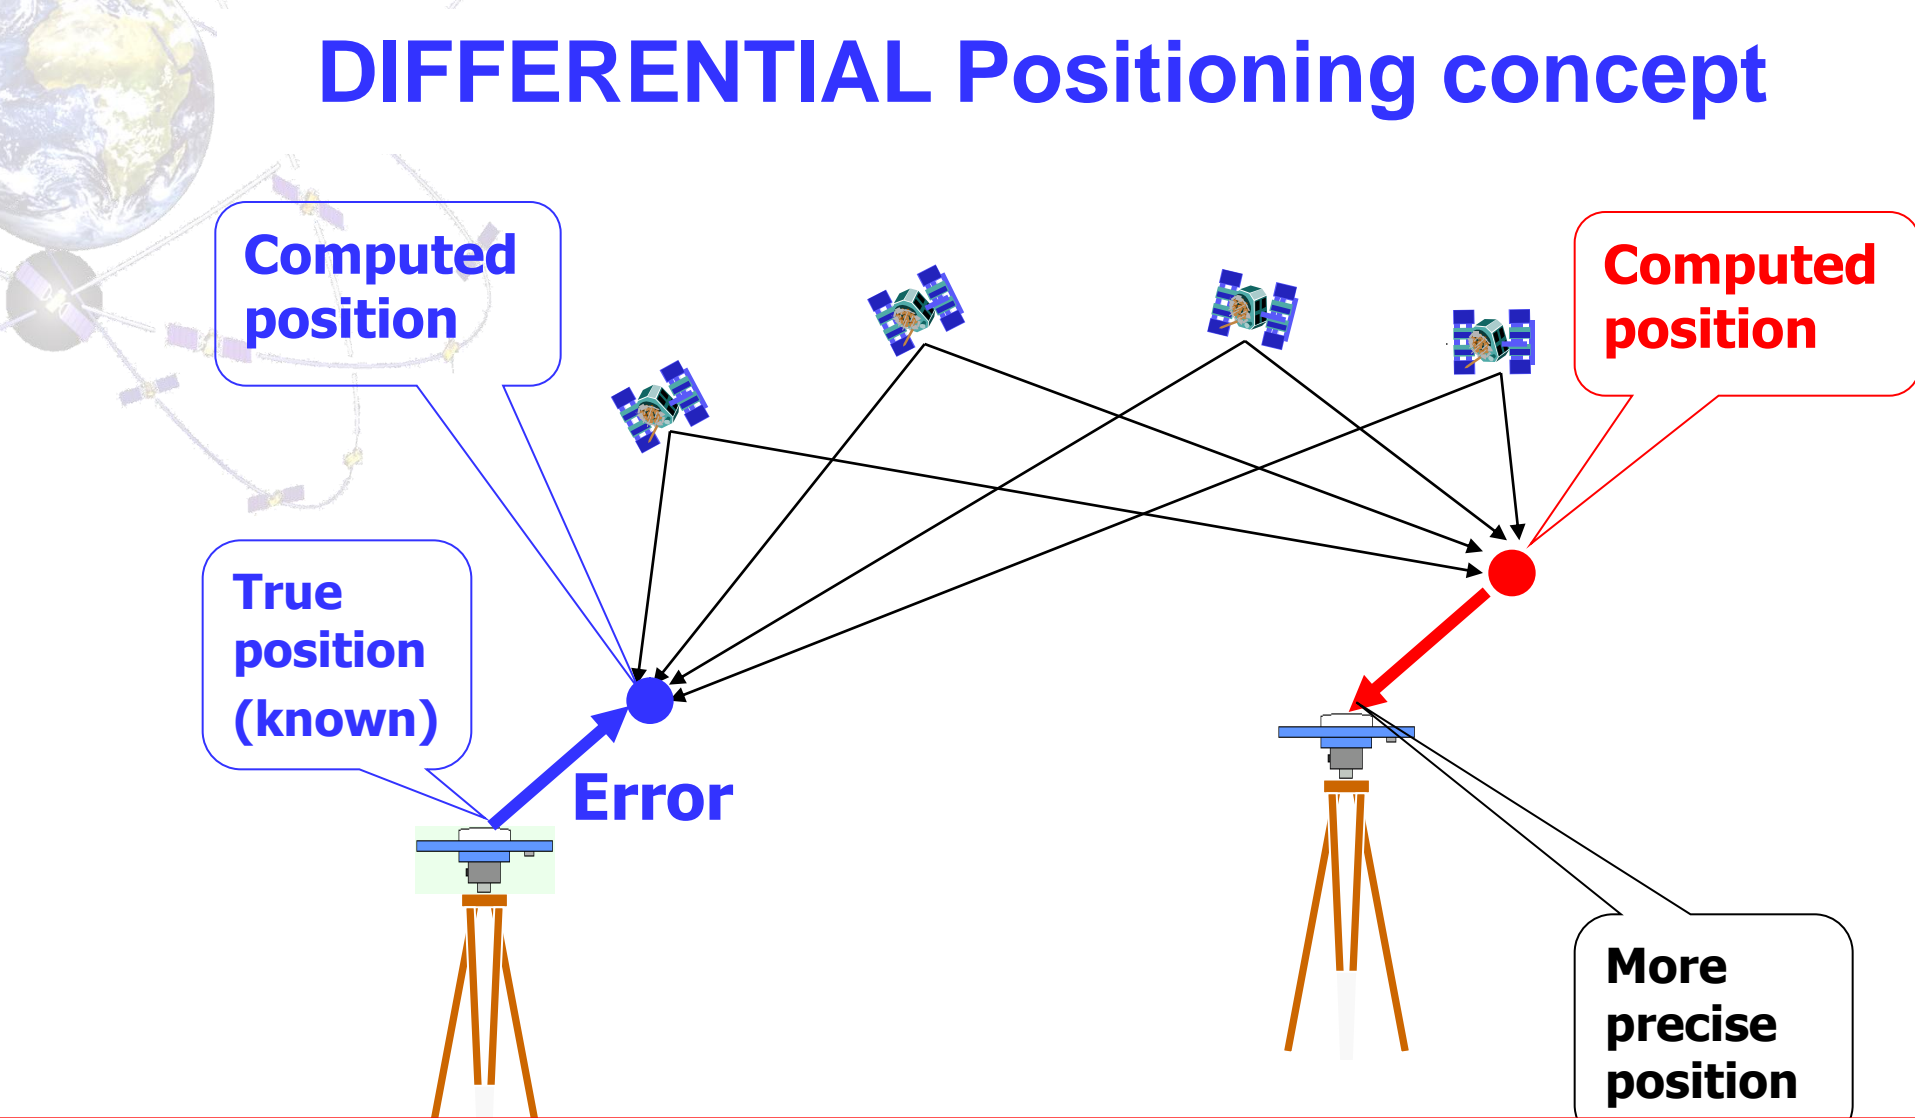 DIFFERENTIAL Positioning concept
Computed
position
Computed
position
True
position
(known)
Error
More
precise
position